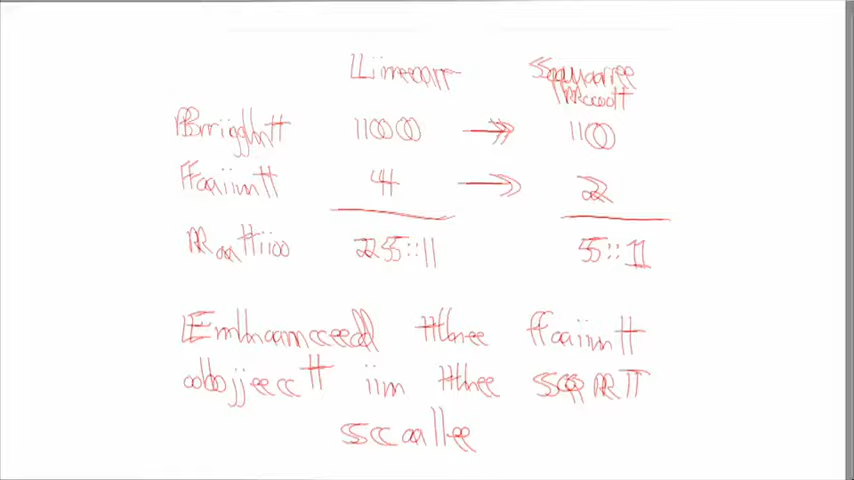 Linear Square Root
Bright 100 → 10
Faint 4 → 2
Ratio 25:1 5:1
Enhanced the faint
object in the SQRT
scale